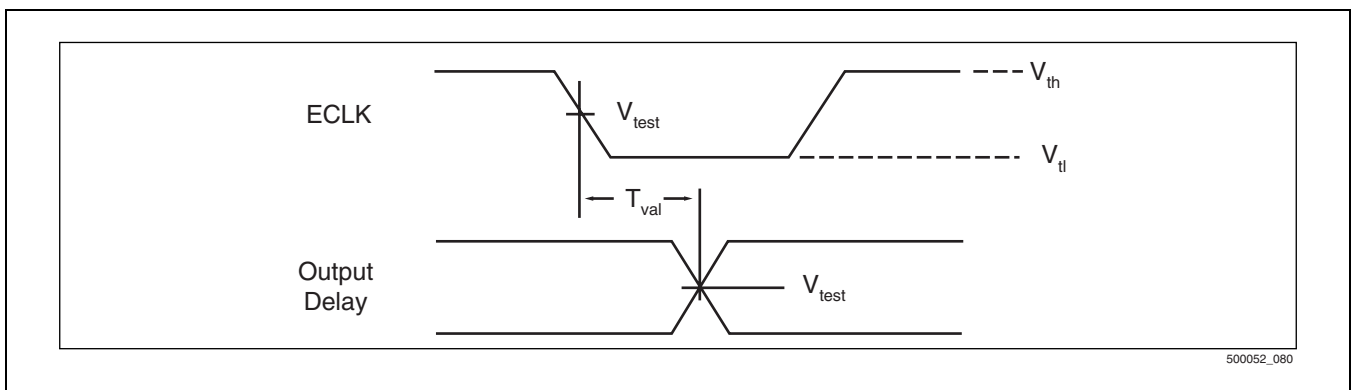 V_th
ECLK
V_test
V_tl
T_val
Output
Delay
V_test
500052_080